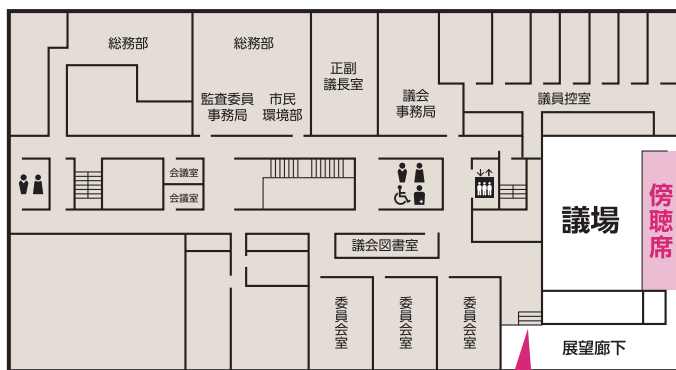 総務部
総務部
監査委員
事務局
市民
環境部
正副
議長室
議会
事務局
議員控室
会議室
会議室
議場
傍聴席
議会図書室
委員会室
委員会室
委員会室
展望廊下